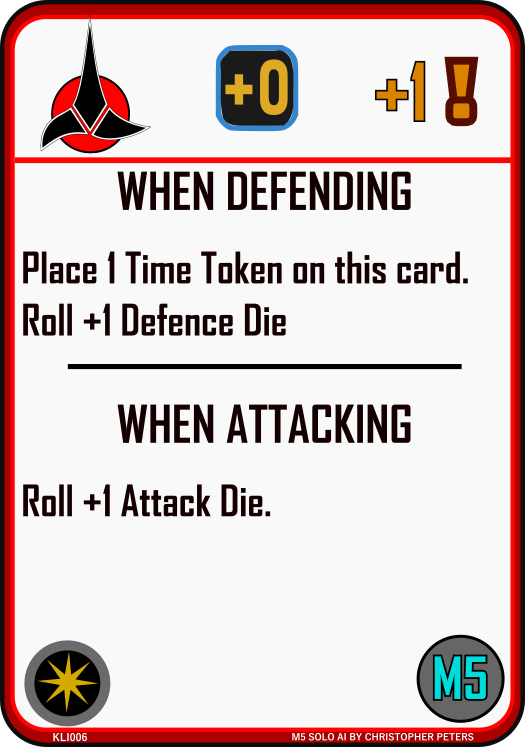 +0
+1 !
WHEN DEFENDING
Place 1 Time Token on this card.
Roll +1 Defence Die
WHEN ATTACKING
Roll +1 Attack Die.
M5
KLI006
M5 SOLO AI BY CHRISTOPHER PETERS